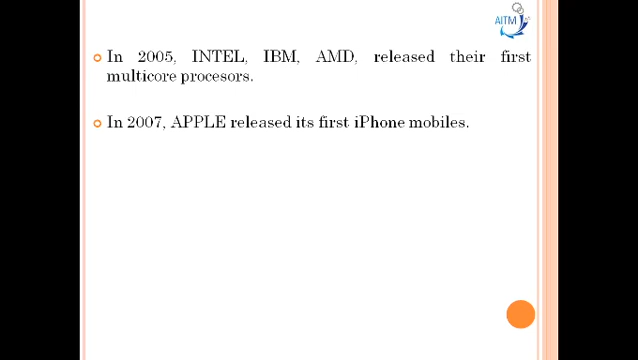 AITM
In 2005, INTEL, IBM, AMD, released their first
multicore procesors.
In 2007, APPLE released its first iPhone mobiles.